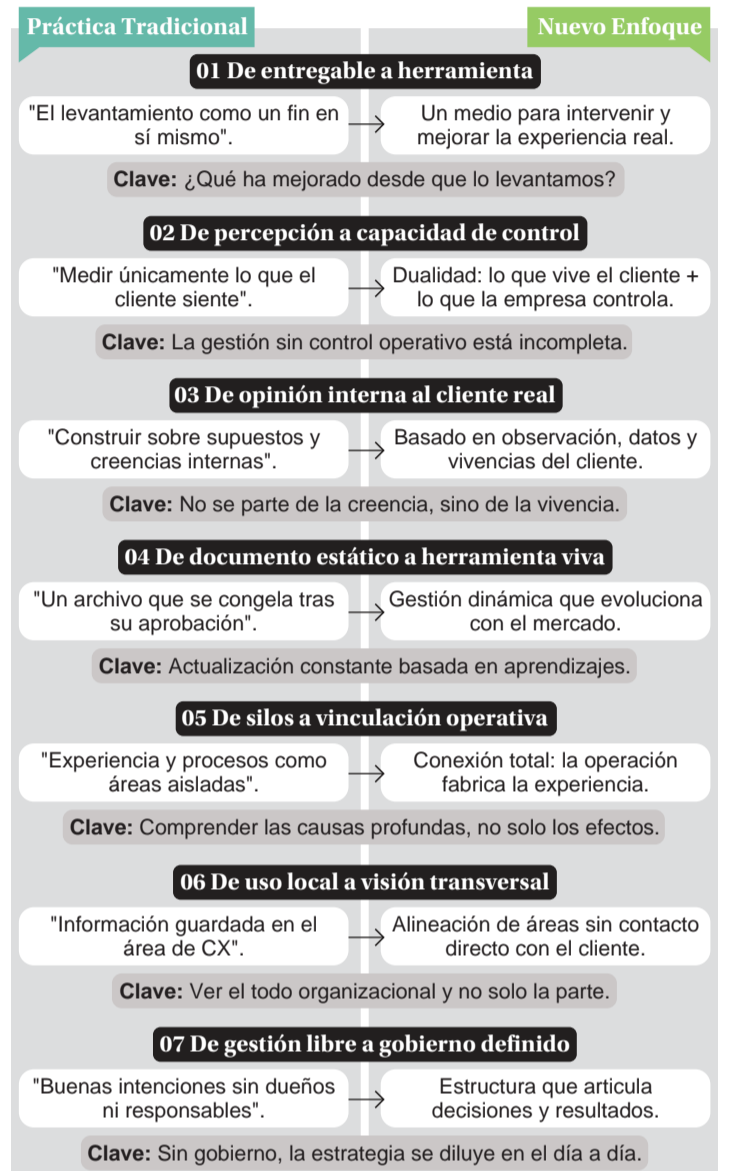 Práctica Tradicional
Nuevo Enfoque
01 De entregable a herramienta
"El levantamiento como un fin en
sí mismo".
Un medio para intervenir y
mejorar la experiencia real.
Clave: ¿Qué ha mejorado desde que lo levantamos?
02 De percepción a capacidad de control
"Medir únicamente lo que el
cliente siente".
Dualidad: lo que vive el cliente +
lo que la empresa controla.
Clave: La gestión sin control operativo está incompleta.
03 De opinión interna al cliente real
"Construir sobre supuestos y
creencias internas".
Basado en observación, datos y
vivencias del cliente.
Clave: No se parte de la creencia, sino de la vivencia.
04 De documento estático a herramienta viva
"Un archivo que se congela tras
su aprobación".
Gestión dinámica que evoluciona
con el mercado.
Clave: Actualización constante basada en aprendizajes.
05 De silos a vinculación operativa
"Experiencia y procesos como
áreas aisladas".
Conexión total: la operación
fabrica la experiencia.
Clave: Comprender las causas profundas, no solo los efectos.
06 De uso local a visión transversal
"Información guardada en el
área de CX".
Alineación de áreas sin contacto
directo con el cliente.
Clave: Ver el todo organizacional y no solo la parte.
07 De gestión libre a gobierno definido
"Buenas intenciones sin dueños
ni responsables".
Estructura que articula
decisiones y resultados.
Clave: Sin gobierno, la estrategia se diluye en el día a día.